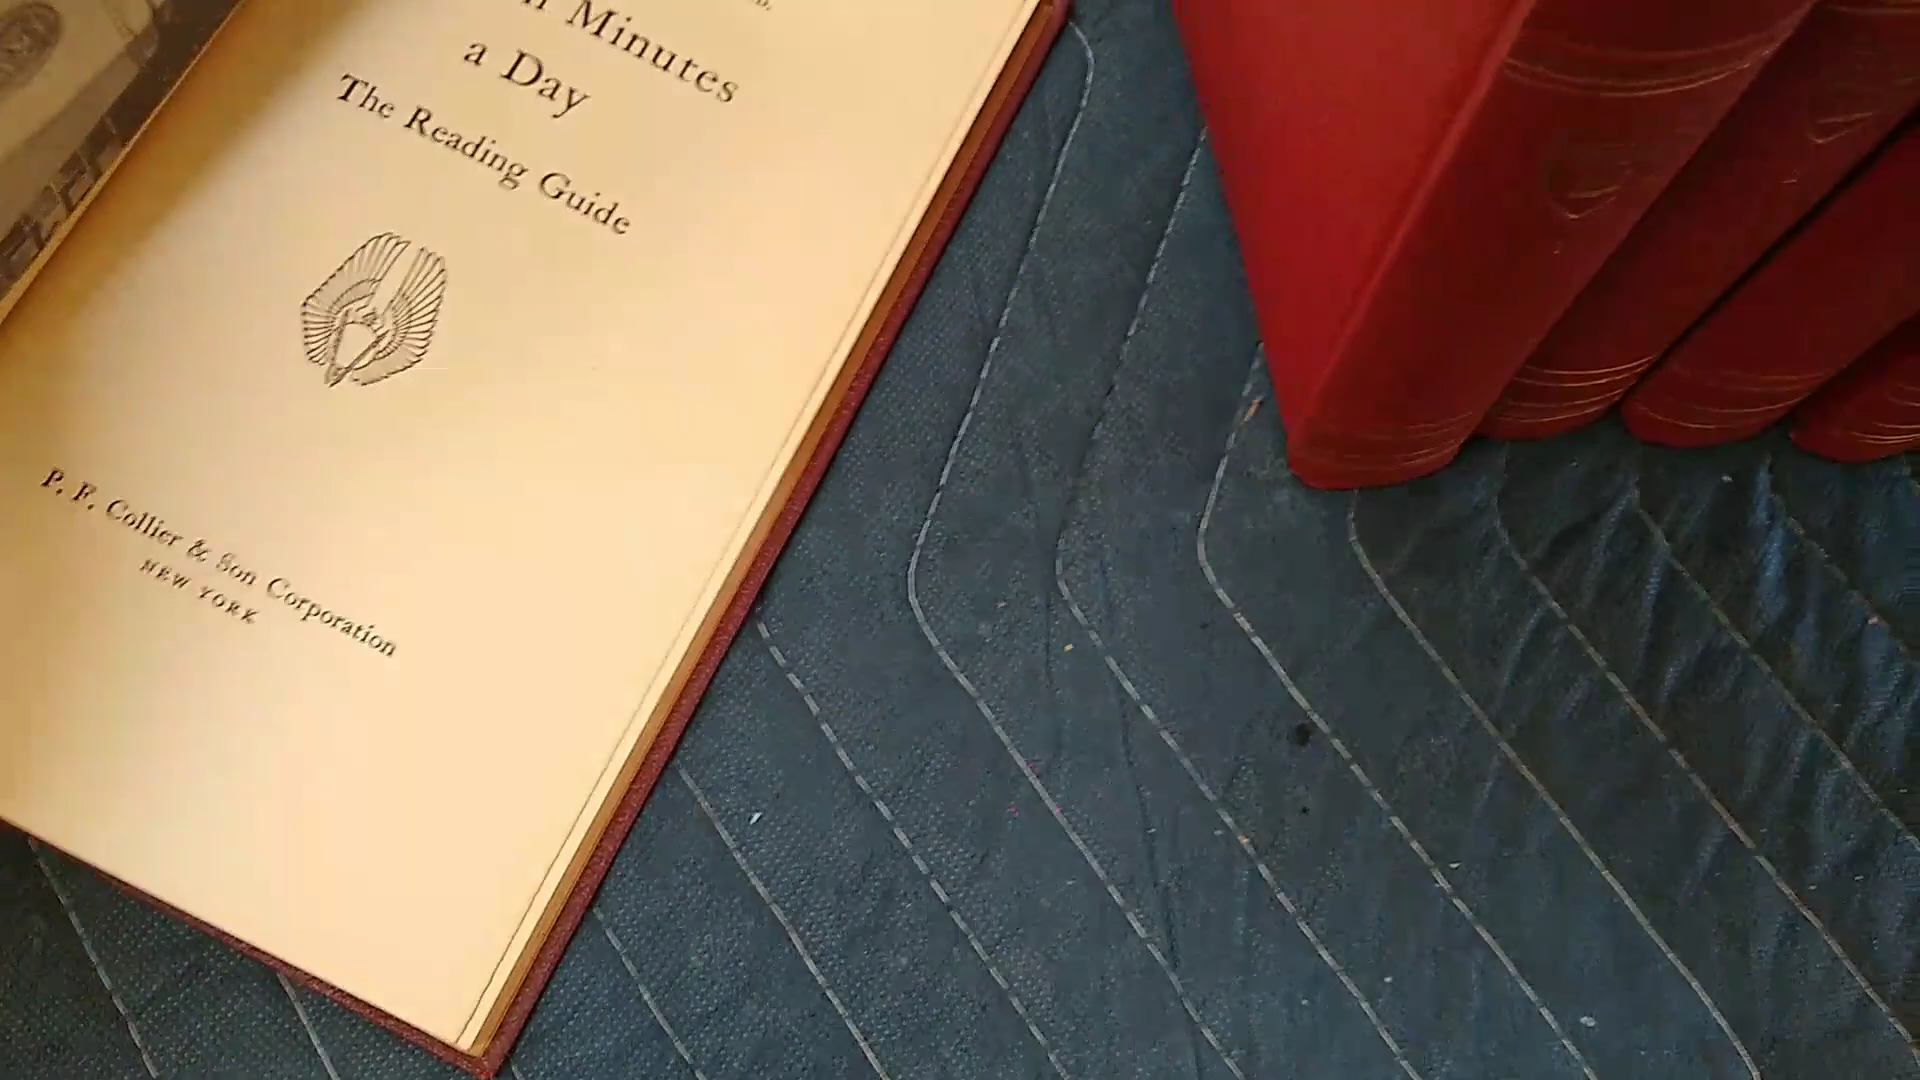 Minutes
a Day
The Reading Guide
P. F. Collier & Son Corporation
NEW YORK